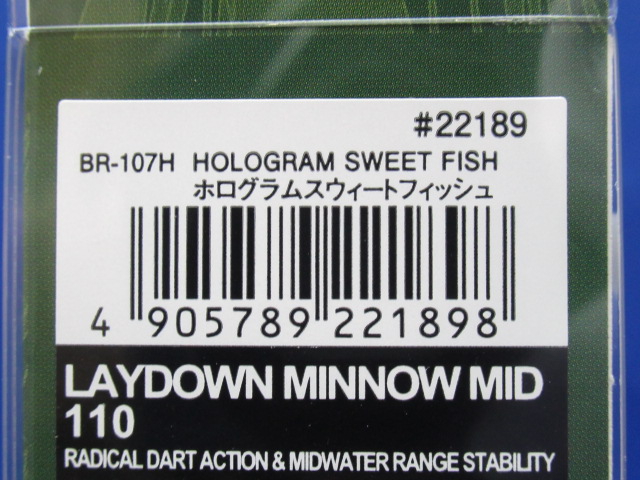 #22189
BR-107H HOLOGRAM SWEET FISH
ホログラムスウィートフィッシュ
4 905789 221898
LAYDOWN MINNOW MID
110
RADICAL DART ACTION & MIDWATER RANGE STABILITY